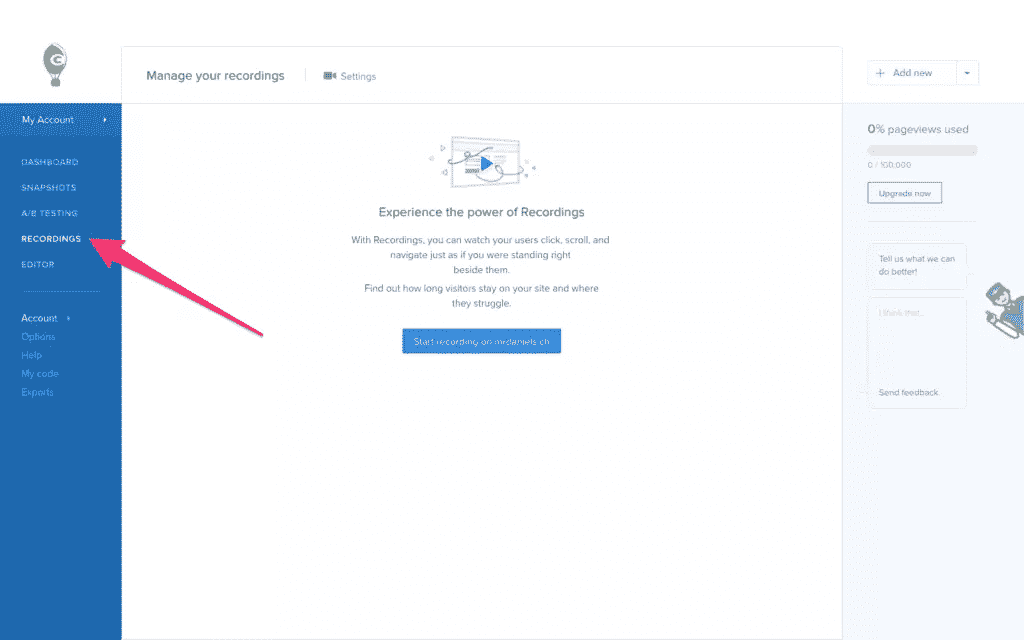 Manage your recordings
Settings
+ Add new
My Account
DASHBOARD
SNAPSHOTS
A/B TESTING
RECORDINGS
EDITOR
Account
Options
Help
My code
Exports
Experience the power of Recordings
With Recordings, you can watch your users click, scroll, and
navigate just as if you were standing right
beside them.
Find out how long visitors stay on your site and where
they struggle.
Start recording on
0% pageviews used
0 / 100,000
Upgrade now
Tell us what we can
do better!
I think that...
Send feedback